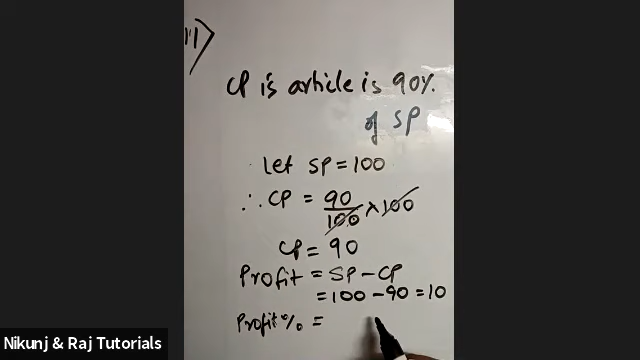 CP is article is 90%
of SP
Let SP = 100
∴ CP = 90/100 × 100
CP = 90
Profit = SP - CP
= 100 - 90 = 10
Profit % =
Nikunj & Raj Tutorials